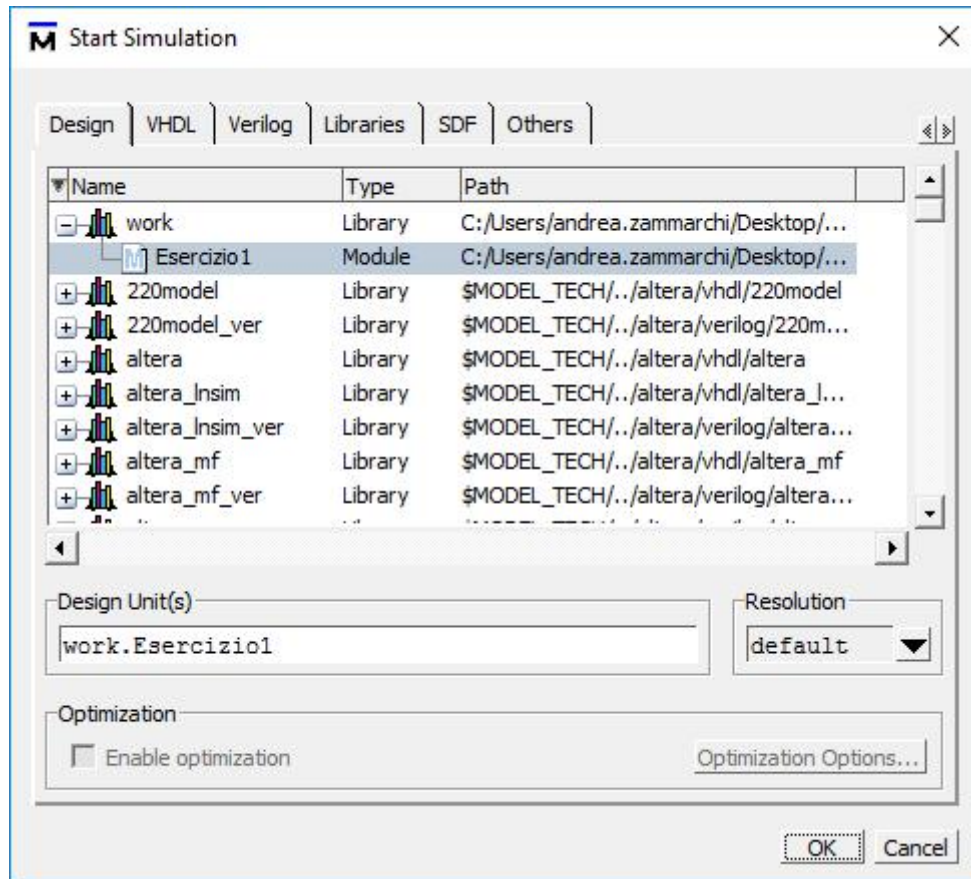 M Start Simulation
Design VHDL Verilog Libraries SDF Others
Name Type Path
work Library C:/Users/andrea.zammarchi/Desktop/...
M Esercizio1 Module C:/Users/andrea.zammarchi/Desktop/...
220model Library $MODEL_TECH/../altera/vhdl/220model
220model_ver Library $MODEL_TECH/../altera/verilog/220m...
altera Library $MODEL_TECH/../altera/vhdl/altera
altera_lnsim Library $MODEL_TECH/../altera/vhdl/altera_l...
altera_lnsim_ver Library $MODEL_TECH/../altera/verilog/altera...
altera_mf Library $MODEL_TECH/../altera/vhdl/altera_mf
altera_mf_ver Library $MODEL_TECH/../altera/verilog/altera...
Design Unit(s) Resolution
work.Esercizio1 default
Optimization
Enable optimization Optimization Options...
OK Cancel